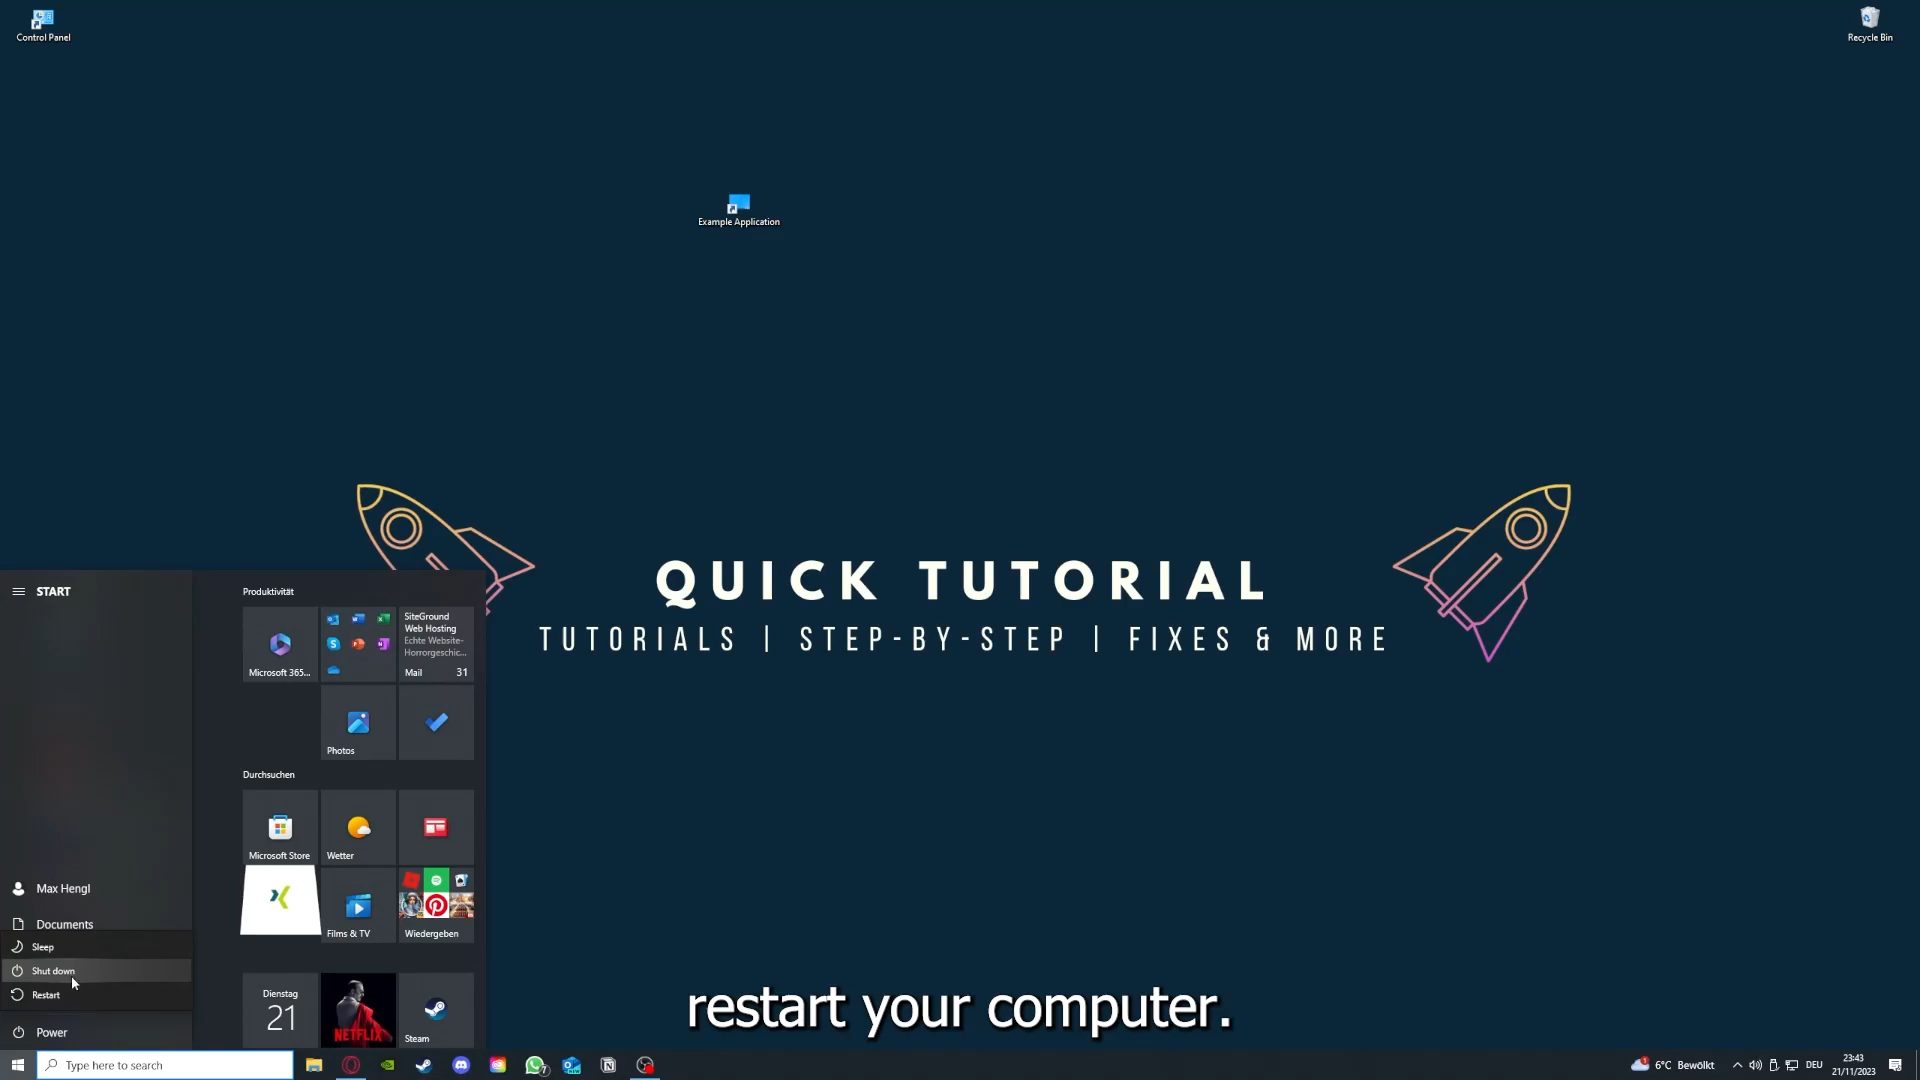 Control Panel
Recycle Bin
Example Application
QUICK TUTORIAL
TUTORIALS | STEP-BY-STEP | FIXES & MORE
START
Produktivität
Microsoft 365...
SiteGround
Web Hosting
Echte Website-
Horrorgeschic...
Mail 31
Photos
Durchsuchen
Microsoft Store
Wetter
Films & TV
Wiedergeben
Max Hengl
Documents
Sleep
Shut down
Restart
Power
Dienstag
21
NETFLIX
Steam
restart your computer.
Type here to search
7
1
6°C Bewölkt
DEU
23:43
21/11/2023